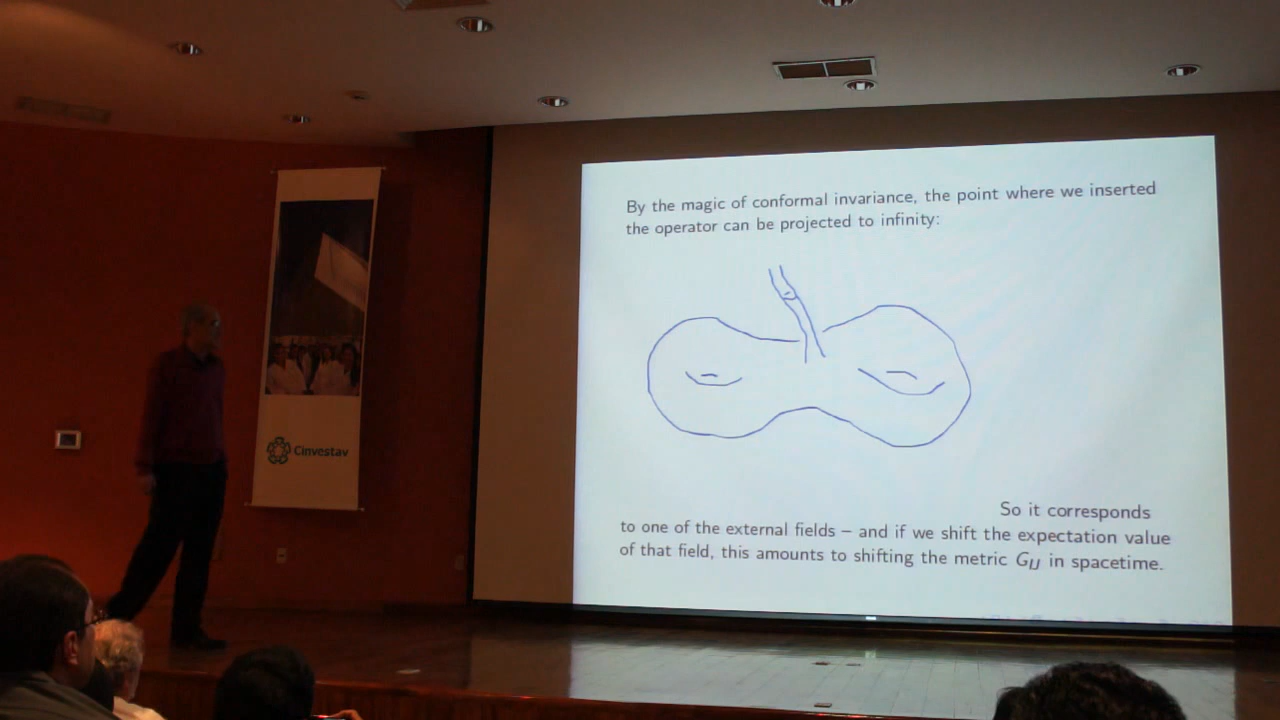 By the magic of conformal invariance, the point where we inserted
the operator can be projected to infinity:
Cinvestav
So it corresponds
to one of the external fields – and if we shift the expectation value
of that field, this amounts to shifting the metric G_IJ in spacetime.